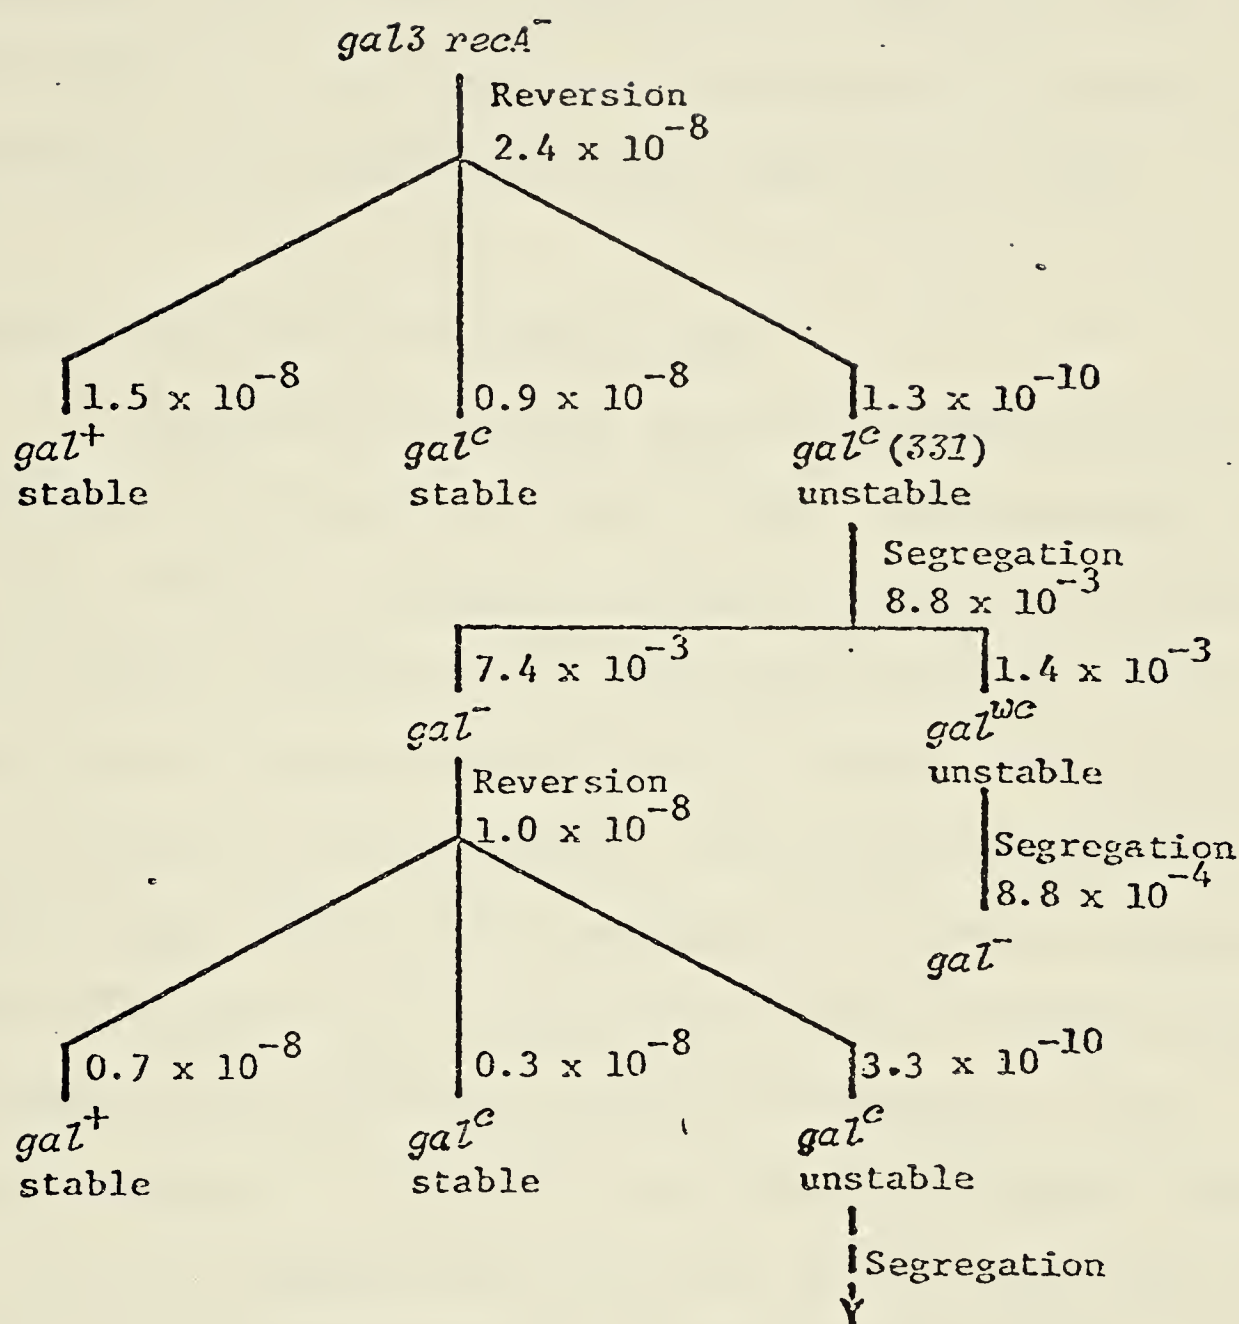 gal3 recA⁻
Reversion
2.4 x 10⁻⁸
1.5 x 10⁻⁸ 0.9 x 10⁻⁸ 1.3 x 10⁻¹⁰
gal⁺ galᶜ galᶜ(331)
stable stable unstable
Segregation
8.8 x 10⁻³
7.4 x 10⁻³ 1.4 x 10⁻³
gal⁻ galʷᶜ
unstable
Reversion
1.0 x 10⁻⁸
Segregation
8.8 x 10⁻⁴
gal⁻
0.7 x 10⁻⁸ 0.3 x 10⁻⁸ 3.3 x 10⁻¹⁰
gal⁺ galᶜ galᶜ
stable stable unstable
Segregation